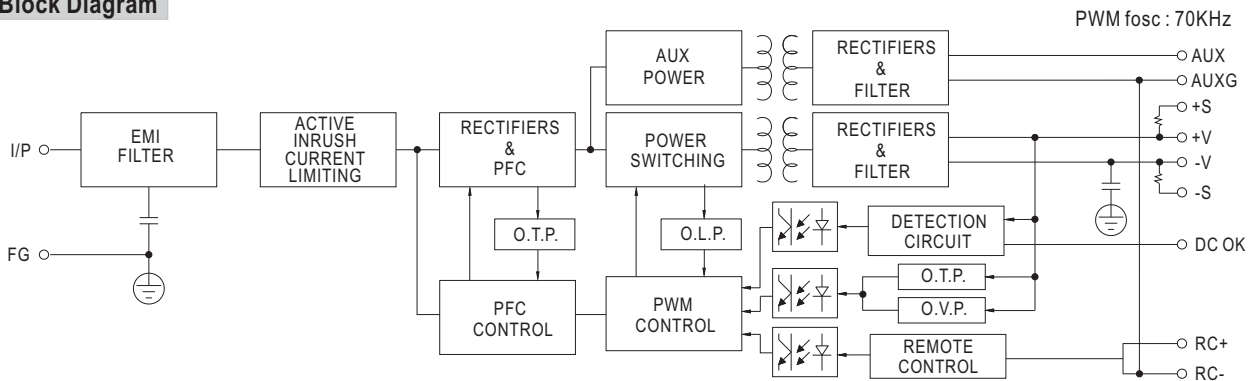 Block Diagram
PWM fosc : 70KHz
AUX
POWER
RECTIFIERS
&
FILTER
AUX
AUXG
+S
I/P
EMI
FILTER
ACTIVE
INRUSH
CURRENT
LIMITING
RECTIFIERS
&
PFC
POWER
SWITCHING
RECTIFIERS
&
FILTER
+V
-V
-S
O.T.P.
O.L.P.
DETECTION
CIRCUIT
DC OK
FG
PFC
CONTROL
PWM
CONTROL
O.T.P.
O.V.P.
REMOTE
CONTROL
RC+
RC-